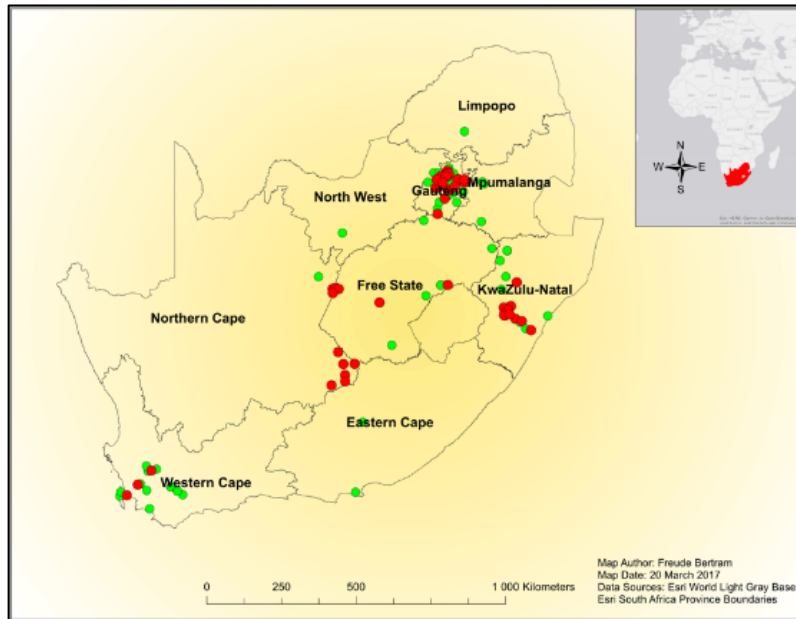 Limpopo
N
W E
S
North West
Gauteng
Mpumalanga
Free State
KwaZulu-Natal
Northern Cape
Eastern Cape
Western Cape
0 250 500 1 000 Kilometers
Map Author: Freude Bertram
Map Date: 20 March 2017
Data Sources: Esri World Light Gray Base
Esri South Africa Province Boundaries